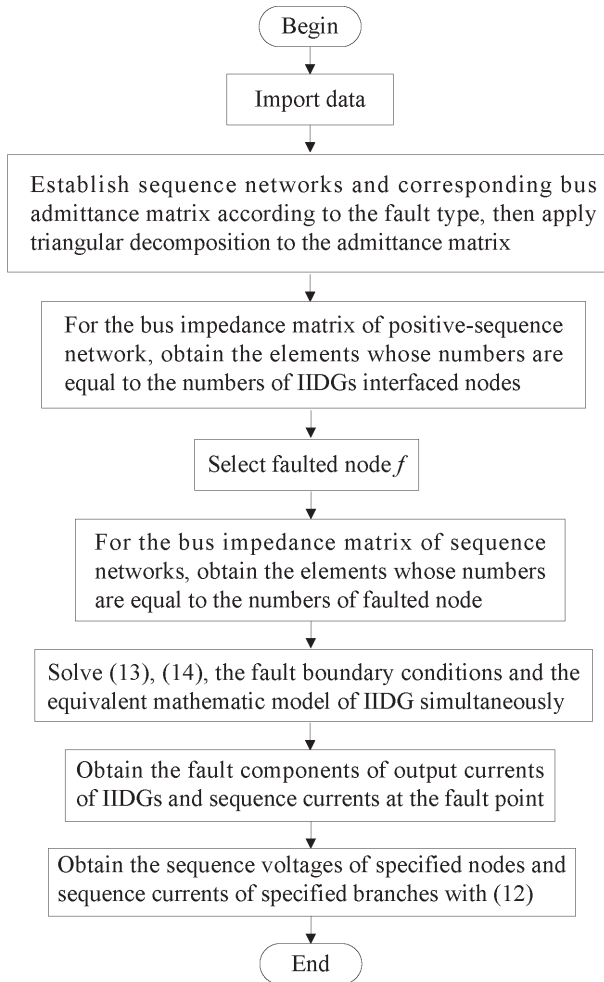 Begin
Import data
Establish sequence networks and corresponding bus
admittance matrix according to the fault type, then apply
triangular decomposition to the admittance matrix
For the bus impedance matrix of positive-sequence
network, obtain the elements whose numbers are
equal to the numbers of IIDGs interfaced nodes
Select faulted node f
For the bus impedance matrix of sequence
networks, obtain the elements whose numbers
are equal to the numbers of faulted node
Solve (13), (14), the fault boundary conditions and the
equivalent mathematic model of IIDG simultaneously
Obtain the fault components of output currents
of IIDGs and sequence currents at the fault point
Obtain the sequence voltages of specified nodes and
sequence currents of specified branches with (12)
End